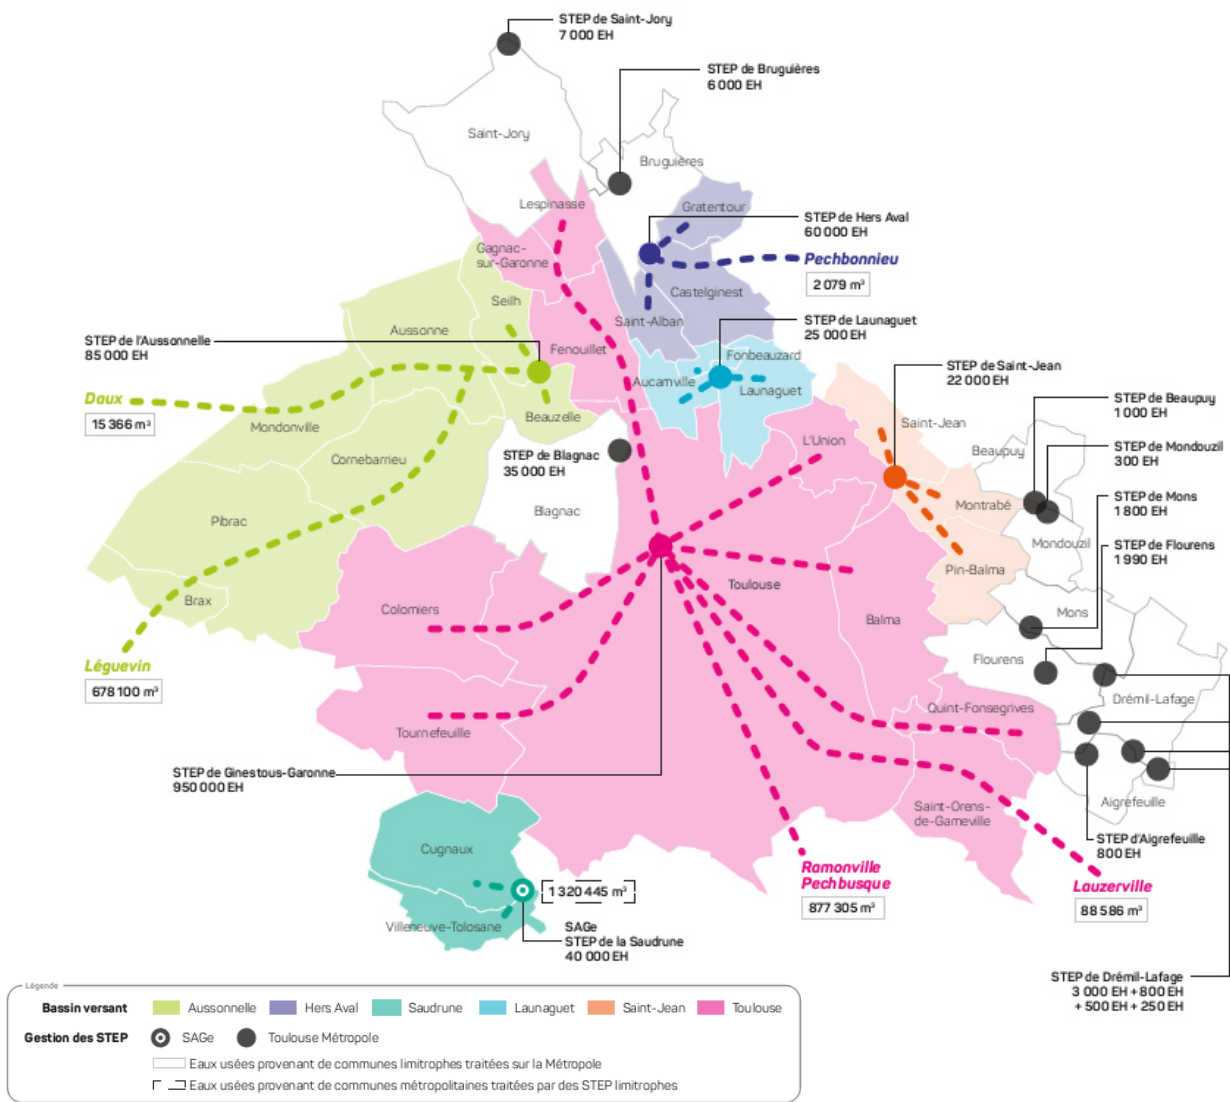 STEP de Saint-Jory
7 000 EH
STEP de Bruguières
6 000 EH
Saint-Jory
Bruguières
Lespinasse
Gratentour
STEP de Hers Aval
60 000 EH
Gagnac-
sur-Garonne
Pechbonnieu
2 079 m³
Castelginest
Seilh
Saint-Alban
STEP de Launaguet
25 000 EH
Aussonne
STEP de l'Aussonnelle
85 000 EH
Fenouillet
Fonbeauzard
Aucamville
Launaguet
STEP de Saint-Jean
22 000 EH
Daux
15 366 m³
Mondonville
Beauzelle
STEP de Beaupuy
1 000 EH
Saint-Jean
L'Union
Beaupuy
STEP de Mondouzil
300 EH
Cornebarrieu
STEP de Blagnac
35 000 EH
Blagnac
Montrabé
STEP de Mons
1 800 EH
Pibrac
Mondouzil
STEP de Flourens
1 990 EH
Pin-Balma
Toulouse
Brax
Colomiers
Balma
Mons
Léguevin
678 100 m³
Flourens
Drémil-Lafage
Quint-Fonsegrives
Tournefeuille
STEP de Ginestous-Garonne
950 000 EH
Aigrefeuille
Saint-Orens-
de-Gameville
STEP d'Aigrefeuille
800 EH
Cugnaux
Ramonville
Pechbusque
877 305 m³
Lauzerville
88 586 m³
1 320 445 m³
Villeneuve-Tolosane
SAGe
STEP de la Saudrune
40 000 EH
STEP de Drémil-Lafage
3 000 EH + 800 EH
+ 500 EH + 250 EH
Légende
Bassin versant Aussonnelle Hers Aval Saudrune Launaguet Saint-Jean Toulouse
Gestion des STEP SAGe Toulouse Métropole
Eaux usées provenant de communes limitrophes traitées sur la Métropole
Eaux usées provenant de communes métropolitaines traitées par des STEP limitrophes